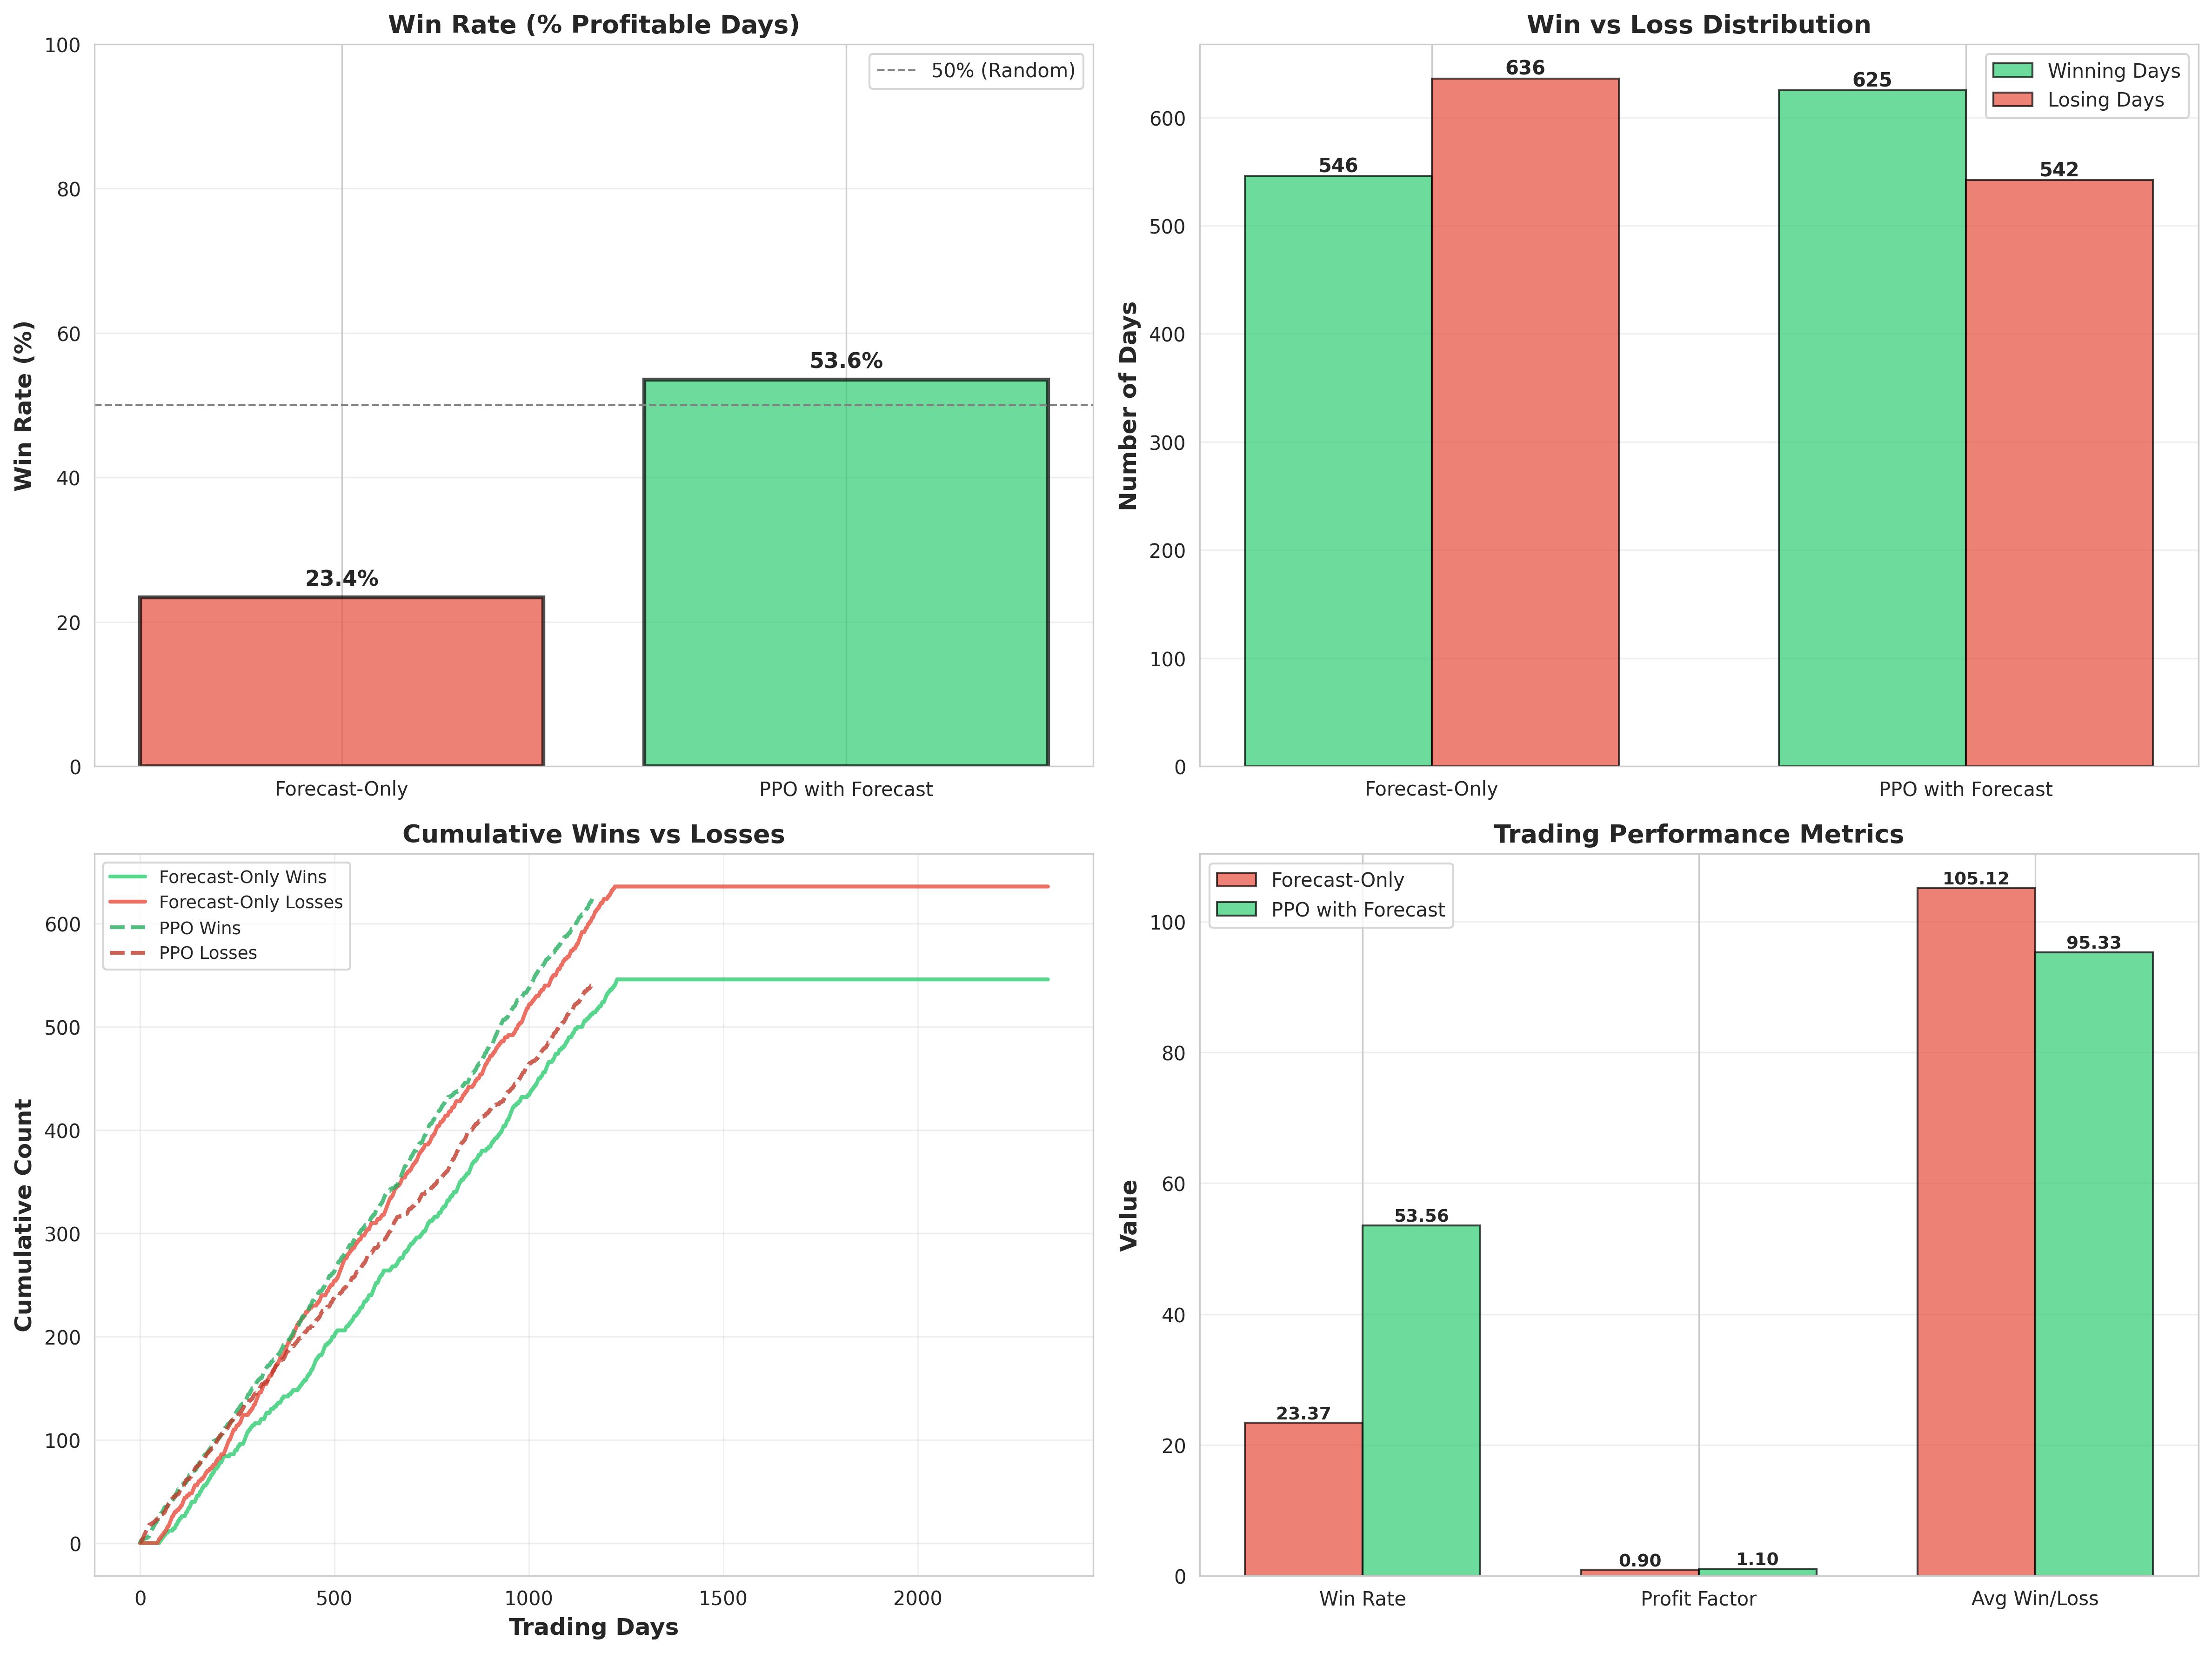 Win Rate (% Profitable Days)
100
80
60
40
20
0
Win Rate (%)
50% (Random)
23.4%
53.6%
Forecast-Only
PPO with Forecast
Win vs Loss Distribution
600
500
400
300
200
100
0
Number of Days
Winning Days
Losing Days
546
636
625
542
Forecast-Only
PPO with Forecast
Cumulative Wins vs Losses
600
500
400
300
200
100
0
Cumulative Count
Forecast-Only Wins
Forecast-Only Losses
PPO Wins
PPO Losses
0
500
1000
1500
2000
Trading Days
Trading Performance Metrics
100
80
60
40
20
0
Value
Forecast-Only
PPO with Forecast
23.37
53.56
0.90
1.10
105.12
95.33
Win Rate
Profit Factor
Avg Win/Loss